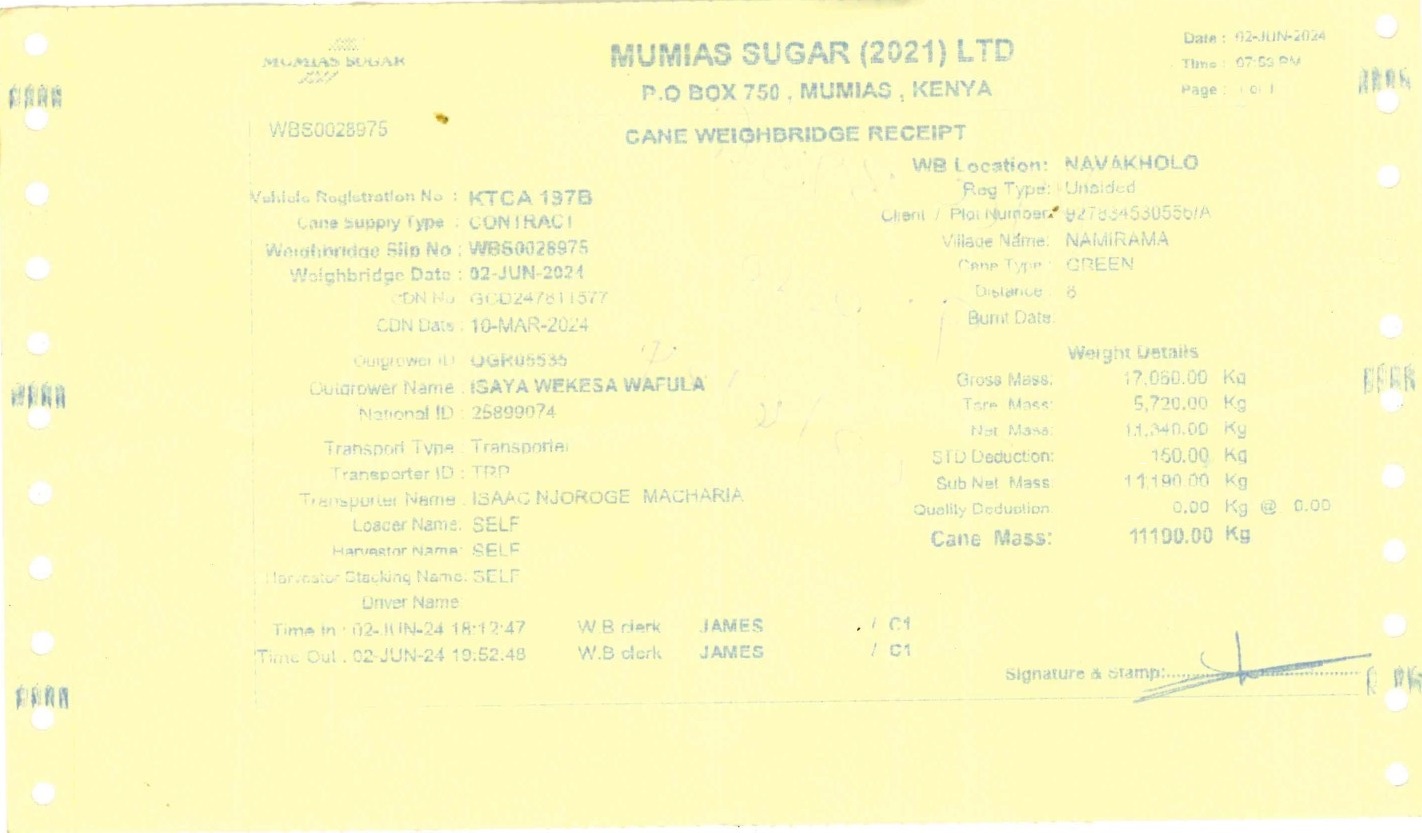 MUMIAS SUGAR
MUMIAS SUGAR (2021) LTD
P.O BOX 750 , MUMIAS , KENYA
Date : 02-JUN-2024
Time : 07:53 PM
Page : 1 of 1
WBS0028975
CANE WEIGHBRIDGE RECEIPT
WB Location: NAVAKHOLO
Vehicle Registration No : KTCA 197B
Reg Type: Unaided
Cane Supply Type : CONTRACT
Client / Plot Number: 927834530556/A
Weighbridge Slip No : WBS0028975
Village Name: NAMIRAMA
Weighbridge Date : 02-JUN-2024
Cane Type : GREEN
CDN No : GCD247811577
Distance : 8
CDN Date : 10-MAR-2024
Burnt Date:
Outgrower ID : OGR05535
Weight Details
Outgrower Name : ISAYA WEKESA WAFULA
Gross Mass: 17,060.00 Kg
National ID : 25899074
Tare Mass: 5,720.00 Kg
Net Mass: 11,340.00 Kg
Transport Type : Transporter
STD Deduction: 150.00 Kg
Transporter ID : TRP
Sub Net Mass 11,190.00 Kg
Transporter Name : ISAAC NJOROGE MACHARIA
Quality Deduction 0.00 Kg @ 0.00
Loader Name: SELF
Cane Mass: 11190.00 Kg
Harvestor Name: SELF
Harvestor Stacking Name: SELF
Driver Name
Time In : 02-JUN-24 18:12:47 W.B clerk JAMES / C1
Time Out : 02-JUN-24 19:52:48 W.B clerk JAMES / C1
Signature & Stamp: